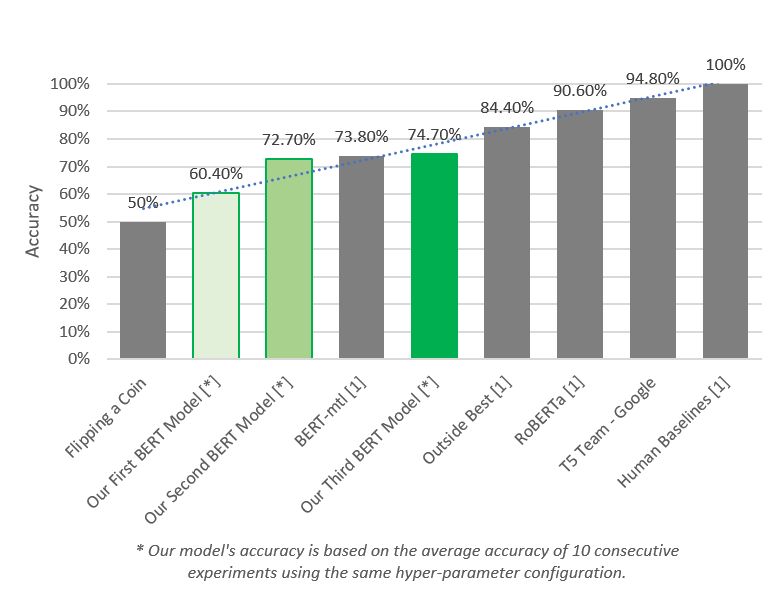 100%
94.80%
90.60%
84.40%
74.70%
73.80%
72.70%
60.40%
50%
Accuracy
100%
90%
80%
70%
60%
50%
40%
30%
20%
10%
0%
Flipping a Coin
Our First BERT Model [*]
Our Second BERT Model [*]
BERT-mtl [1]
Our Third BERT Model [*]
Outside Best [1]
RoBERTa [1]
T5 Team - Google
Human Baselines [1]
* Our model's accuracy is based on the average accuracy of 10 consecutive
experiments using the same hyper-parameter configuration.